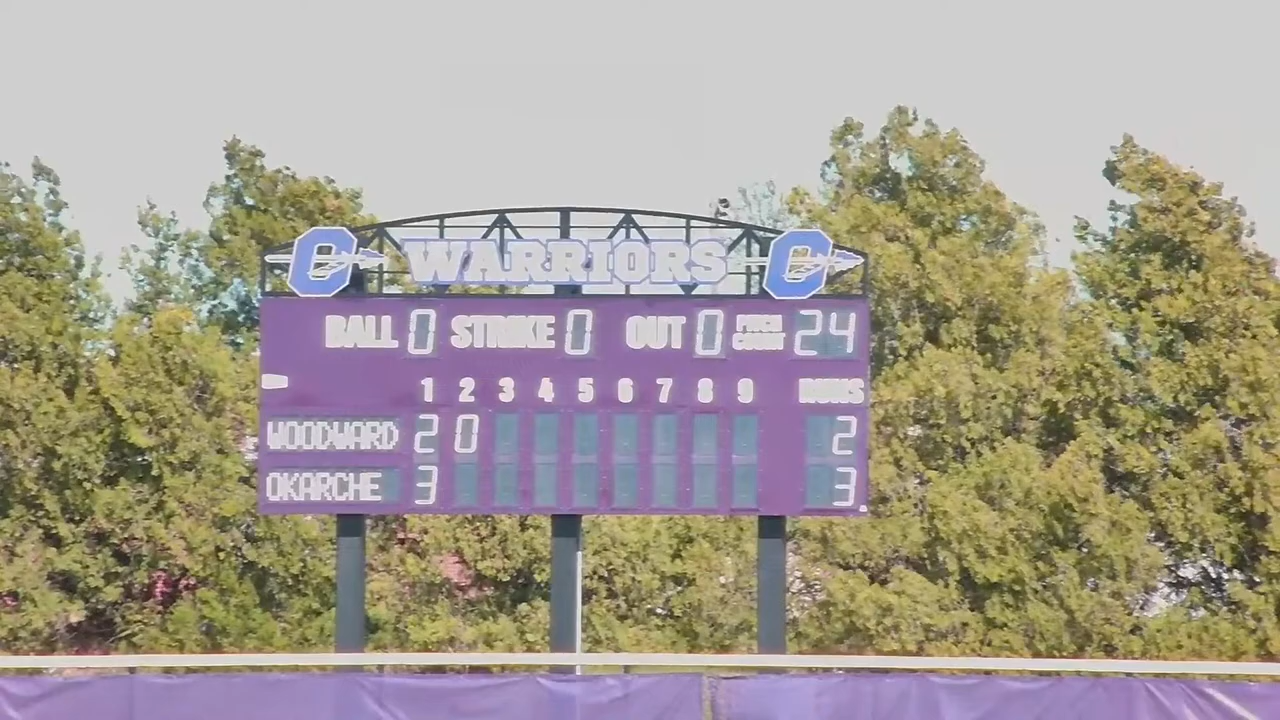 C WARRIORS C
BALL 0 STRIKE 0 OUT 0 PITCH COUNT 24
1 2 3 4 5 6 7 8 9 RUNS
WOODWARD 2 0 2
OKARCHE 3 3